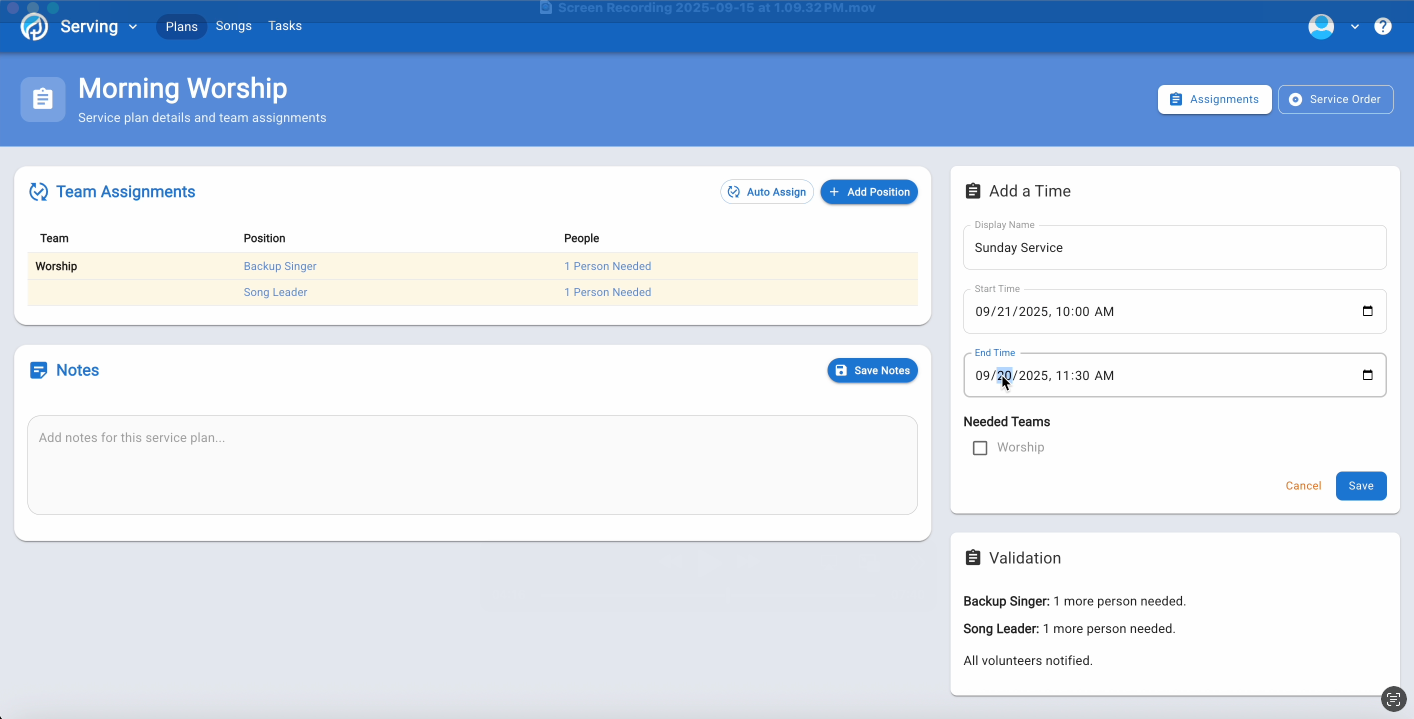 Screen Recording 2025-09-15 at 1.09.32 PM.mov
Serving
Plans
Songs
Tasks
Morning Worship
Service plan details and team assignments
Assignments
Service Order
Team Assignments
Auto Assign
+ Add Position
Team Position People
Worship Backup Singer 1 Person Needed
Song Leader 1 Person Needed
Notes
Save Notes
Add notes for this service plan...
Add a Time
Display Name
Sunday Service
Start Time
09/21/2025, 10:00 AM
End Time
09/20/2025, 11:30 AM
Needed Teams
Worship
Cancel
Save
Validation
Backup Singer: 1 more person needed.
Song Leader: 1 more person needed.
All volunteers notified.